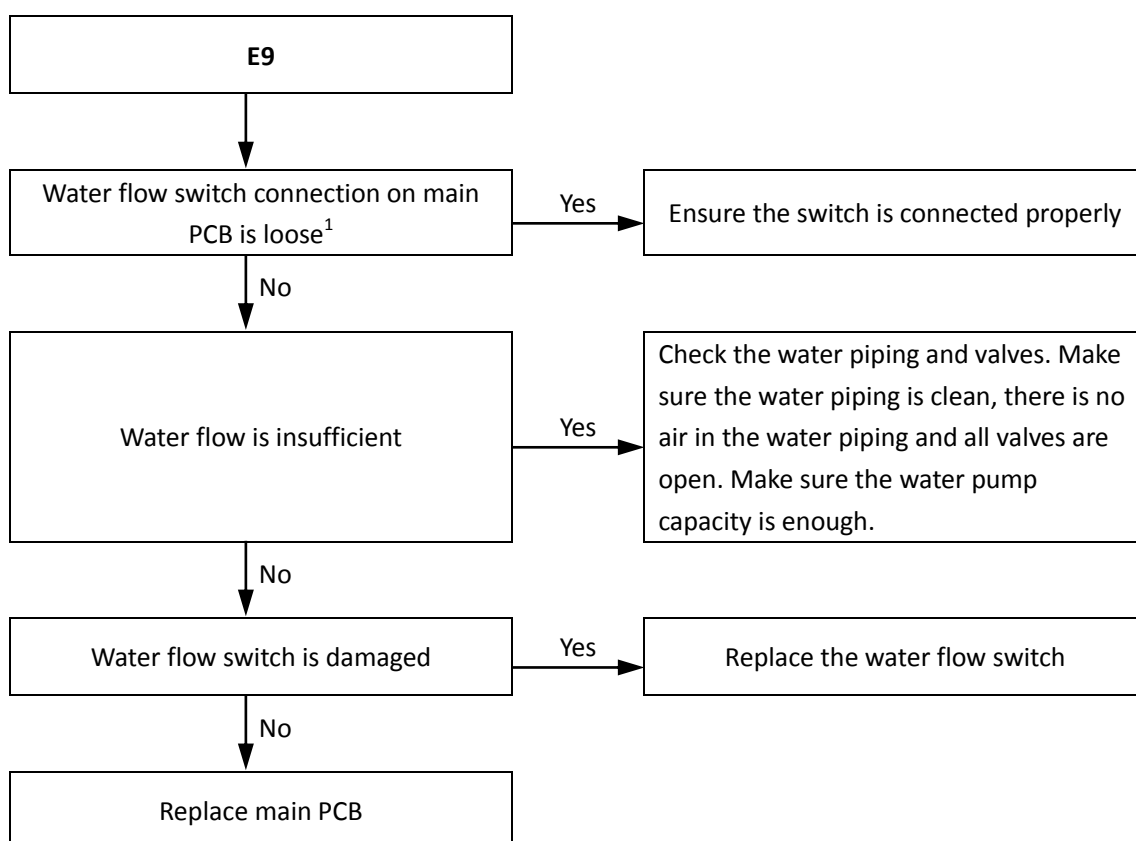 E9
Water flow switch connection on main
PCB is loose1
Yes
Ensure the switch is connected properly
No
Water flow is insufficient
Yes
Check the water piping and valves. Make
sure the water piping is clean, there is no
air in the water piping and all valves are
open. Make sure the water pump
capacity is enough.
No
Water flow switch is damaged
Yes
Replace the water flow switch
No
Replace main PCB